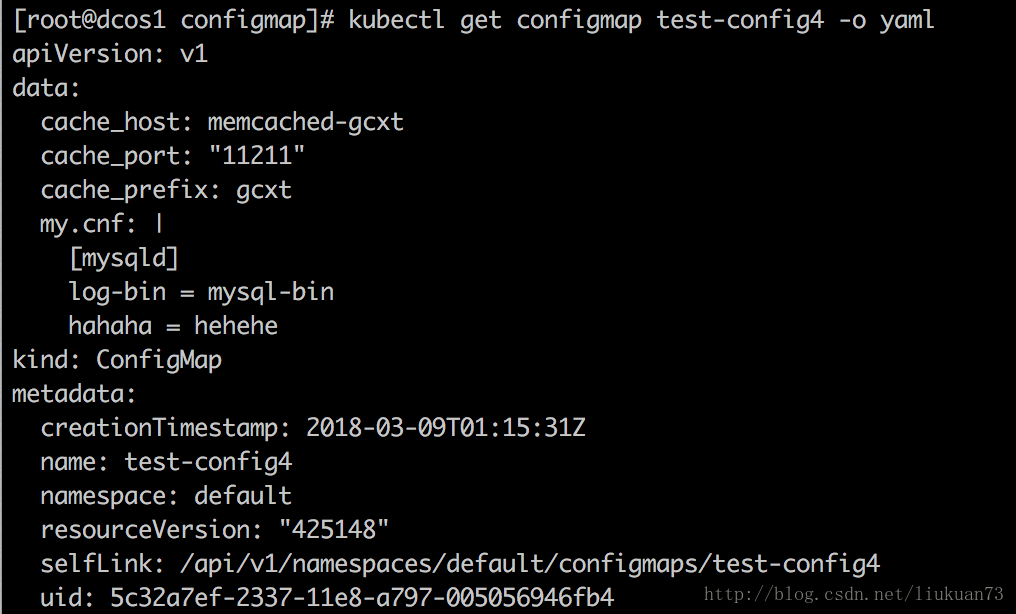 [root@dcos1 configmap]# kubectl get configmap test-config4 -o yaml
apiVersion: v1
data:
  cache_host: memcached-gcxt
  cache_port: "11211"
  cache_prefix: gcxt
  my.cnf: |
    [mysqld]
    log-bin = mysql-bin
    hahaha = hehehe
kind: ConfigMap
metadata:
  creationTimestamp: 2018-03-09T01:15:31Z
  name: test-config4
  namespace: default
  resourceVersion: "425148"
  selfLink: /api/v1/namespaces/default/configmaps/test-config4
  uid: 5c32a7ef-2337-11e8-a797-005056946fb4
http://blog.csdn.net/liukuan73